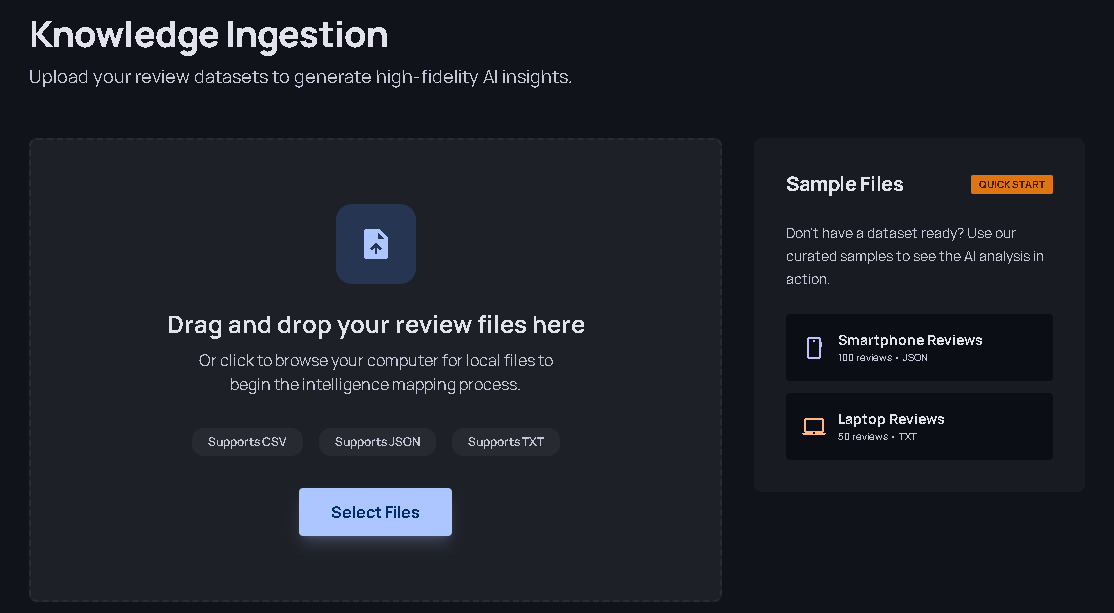 Knowledge Ingestion
Upload your review datasets to generate high-fidelity AI insights.
Drag and drop your review files here
Or click to browse your computer for local files to
begin the intelligence mapping process.
Supports CSV
Supports JSON
Supports TXT
Select Files
Sample Files
QUICK START
Don't have a dataset ready? Use our
curated samples to see the AI analysis in
action.
Smartphone Reviews
100 reviews • JSON
Laptop Reviews
50 reviews • TXT